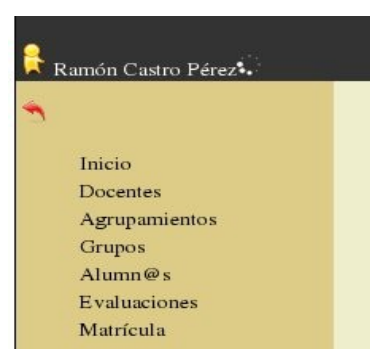 Ramón Castro Pérez
Inicio
Docentes
Agrupamientos
Grupos
Alumn@s
Evaluaciones
Matrícula